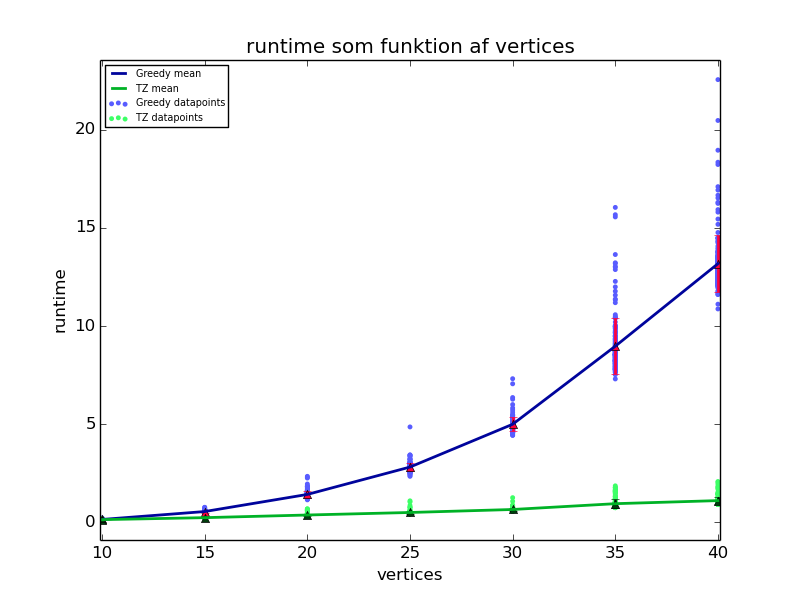 runtime som funktion af vertices
Greedy mean
TZ mean
Greedy datapoints
TZ datapoints
20
15
10
5
0
runtime
10 15 20 25 30 35 40
vertices